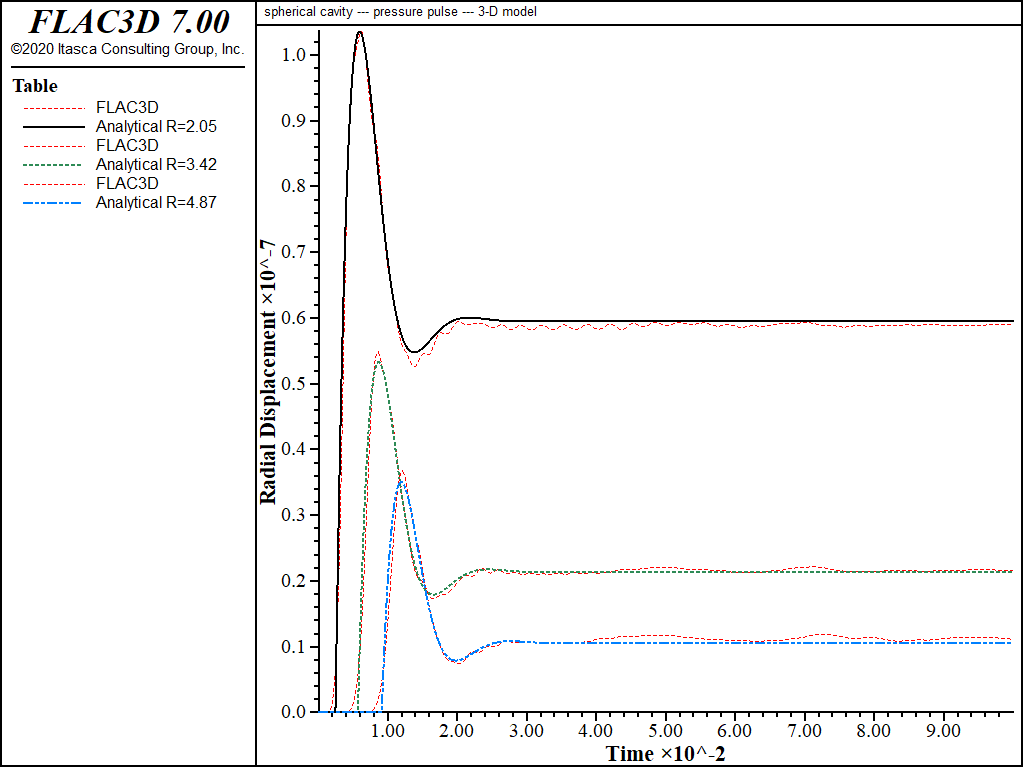 FLAC3D 7.00
©2020 Itasca Consulting Group, Inc.
Table
FLAC3D
Analytical R=2.05
FLAC3D
Analytical R=3.42
FLAC3D
Analytical R=4.87
spherical cavity --- pressure pulse --- 3-D model
Radial Displacement ×10^-7
1.0
0.9
0.8
0.7
0.6
0.5
0.4
0.3
0.2
0.1
0.0
1.00 2.00 3.00 4.00 5.00 6.00 7.00 8.00 9.00
Time ×10^-2